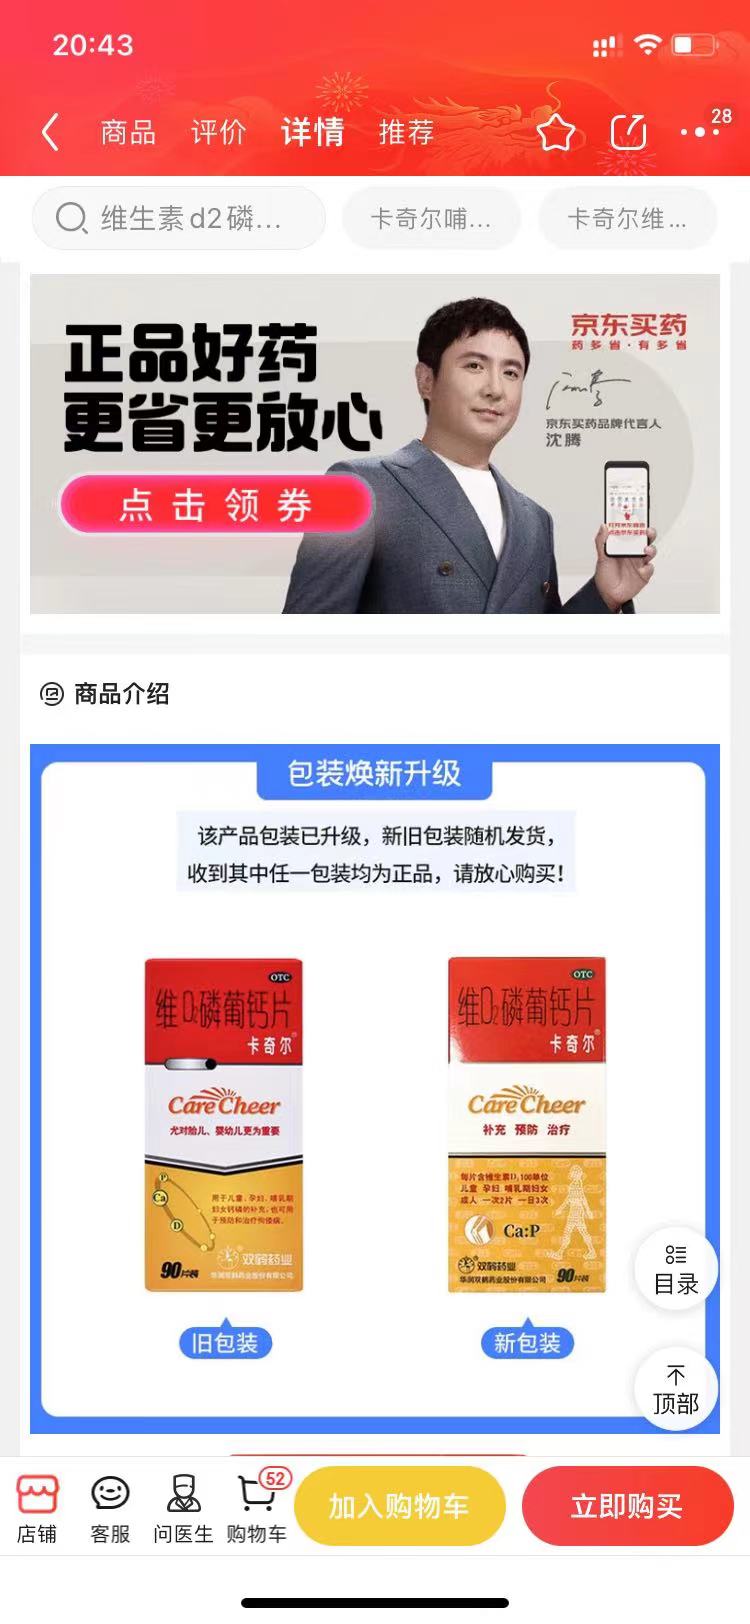 20:43
商品 评价 详情 推荐
28
维生素d2磷...
卡奇尔哺...
卡奇尔维...
正品好药
更省更放心
点击领券
京东买药
药多省·有多省
京东买药品牌代言人
沈腾
商品介绍
包装焕新升级
该产品包装已升级，新旧包装随机发货，
收到其中任一包装均为正品，请放心购买！
OTC
维D2磷葡钙片
卡奇尔
CareCheer
尤对胎儿、婴幼儿更为重要
P
Ca
D
用于儿童、孕妇、哺乳期
妇女钙磷的补充，也可用
于预防和治疗佝偻病。
90片装
双鹤药业
华润双鹤药业股份有限公司
旧包装
OTC
维D2磷葡钙片
卡奇尔®
CareCheer
补充 预防 治疗
每片含维生素D2100单位
儿童 孕妇 哺乳期妇女
成人 一次2片 一日3次
Ca:P
双鹤药业
华润双鹤药业股份有限公司
90片装
新包装
目录
顶部
店铺
客服
问医生
52
购物车
加入购物车
立即购买